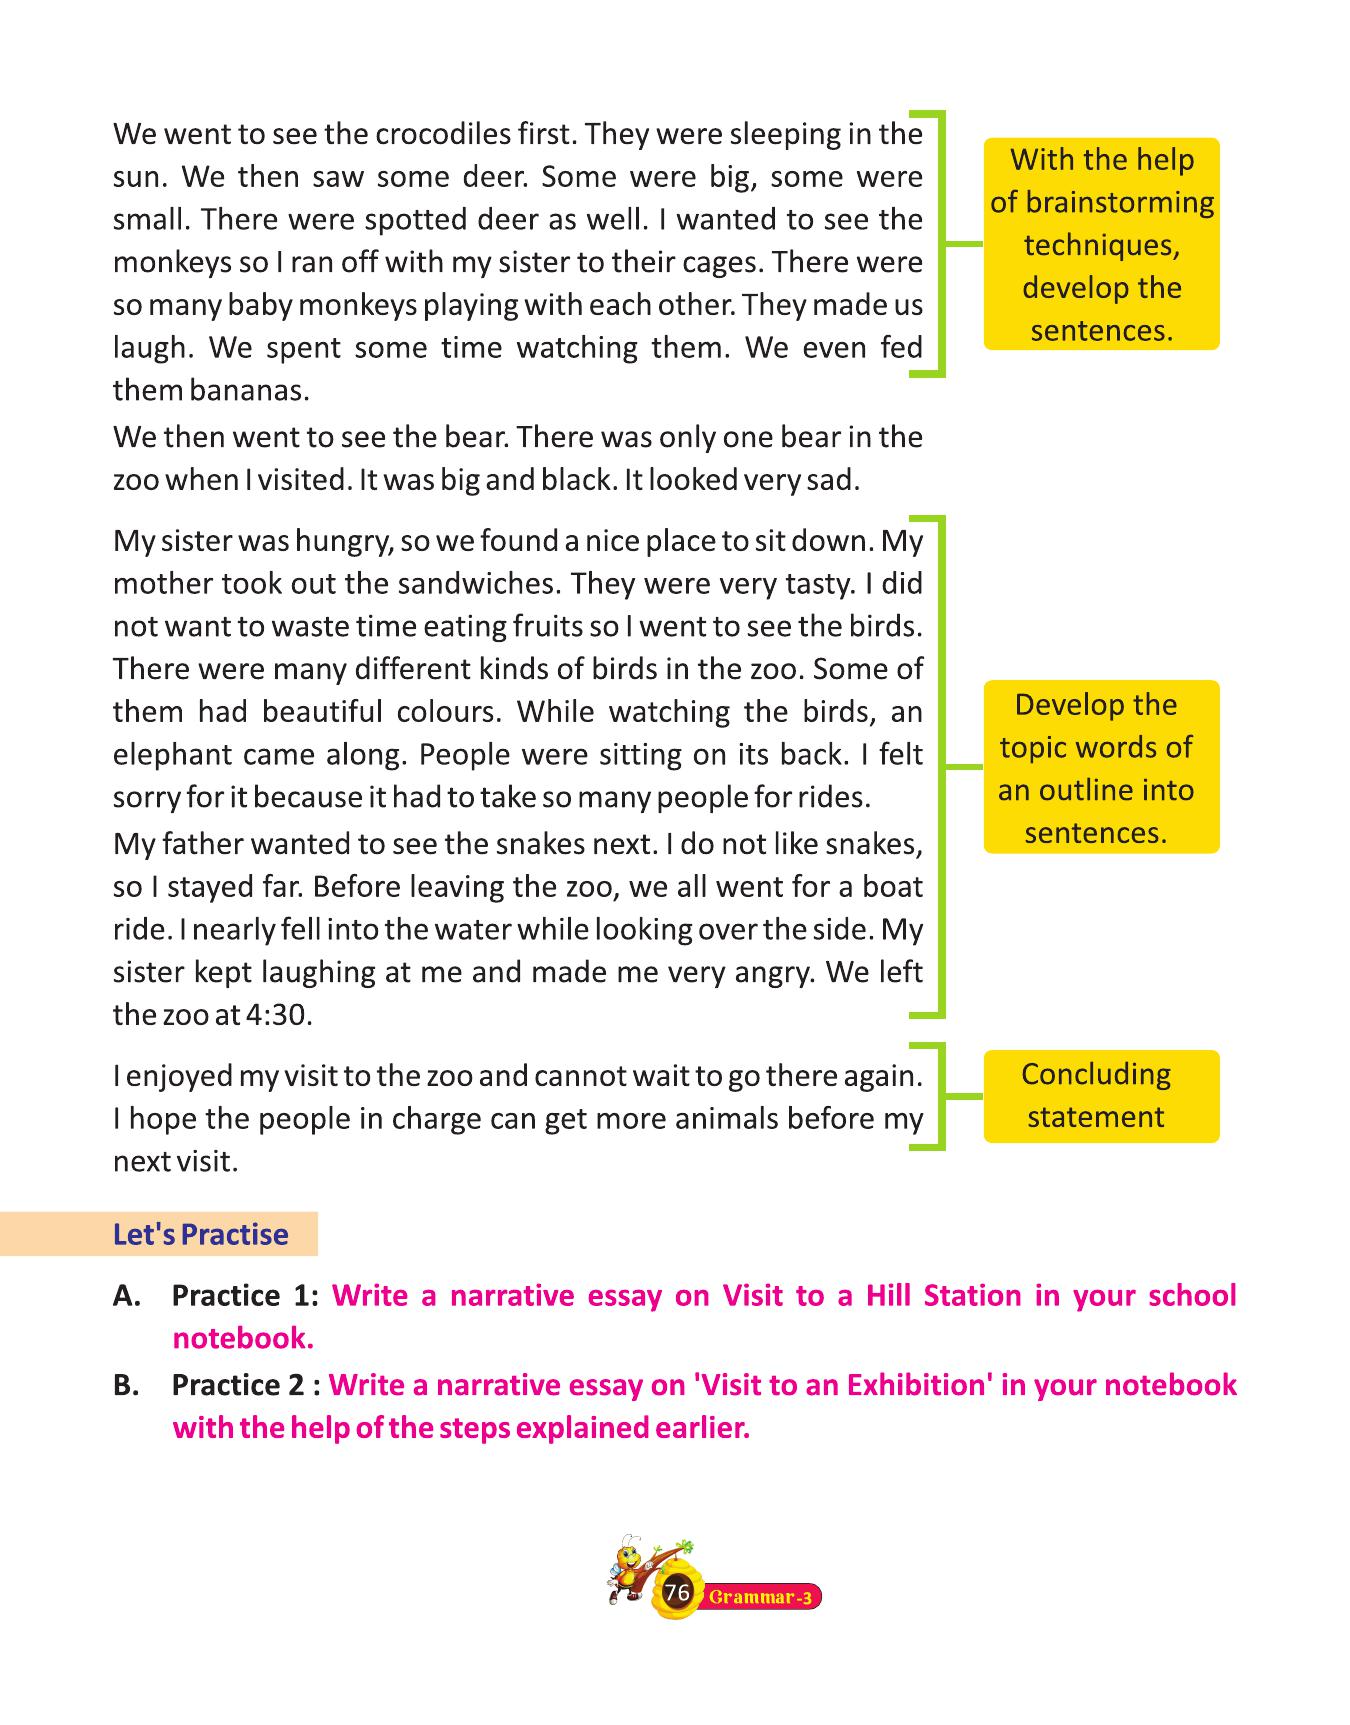 We went to see the crocodiles first. They were sleeping in the
sun. We then saw some deer. Some were big, some were
small. There were spotted deer as well. I wanted to see the
monkeys so I ran off with my sister to their cages. There were
so many baby monkeys playing with each other. They made us
laugh. We spent some time watching them. We even fed
them bananas.
With the help
of brainstorming
techniques,
develop the
sentences.
We then went to see the bear. There was only one bear in the
zoo when I visited. It was big and black. It looked very sad.
My sister was hungry, so we found a nice place to sit down. My
mother took out the sandwiches. They were very tasty. I did
not want to waste time eating fruits so I went to see the birds.
There were many different kinds of birds in the zoo. Some of
them had beautiful colours. While watching the birds, an
elephant came along. People were sitting on its back. I felt
sorry for it because it had to take so many people for rides.
My father wanted to see the snakes next. I do not like snakes,
so I stayed far. Before leaving the zoo, we all went for a boat
ride. I nearly fell into the water while looking over the side. My
sister kept laughing at me and made me very angry. We left
the zoo at 4:30.
Develop the
topic words of
an outline into
sentences.
I enjoyed my visit to the zoo and cannot wait to go there again.
I hope the people in charge can get more animals before my
next visit.
Concluding
statement
Let's Practise
A. Practice 1: Write a narrative essay on Visit to a Hill Station in your school
notebook.
B. Practice 2 : Write a narrative essay on 'Visit to an Exhibition' in your notebook
with the help of the steps explained earlier.
76 Grammar-3